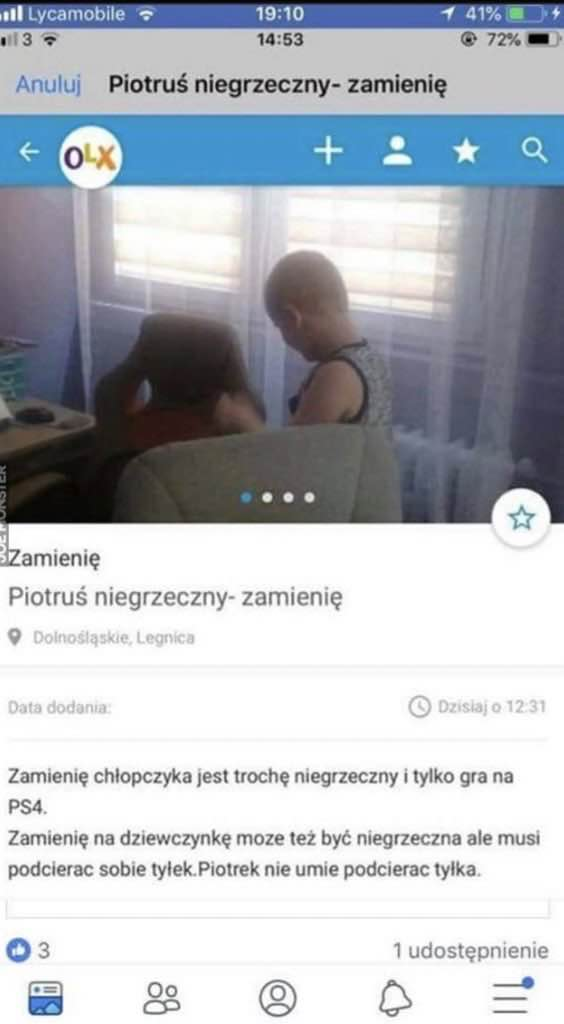 Lycamobile 19:10 41%
3 14:53 72%
Anuluj Piotruś niegrzeczny- zamienię
OLX
Zamienię
Piotruś niegrzeczny- zamienię
Dolnośląskie, Legnica
Data dodania: Dzisiaj o 12:31
Zamienię chłopczyka jest trochę niegrzeczny i tylko gra na
PS4.
Zamienię na dziewczynkę moze też być niegrzeczna ale musi
podcierac sobie tyłek.Piotrek nie umie podcierac tyłka.
3 1 udostępnienie